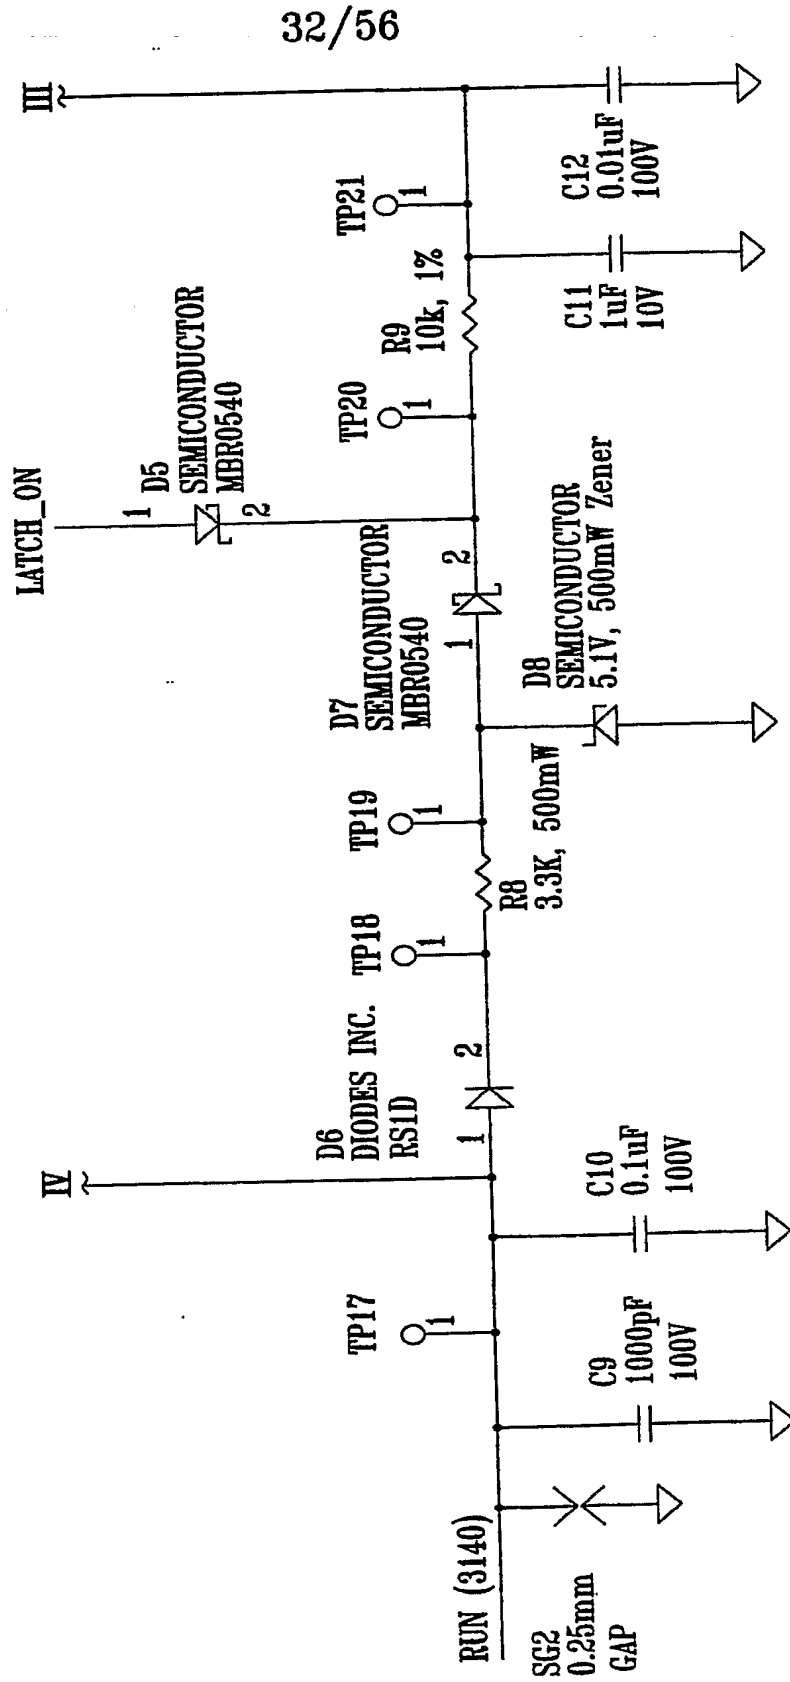 32/56
III
IV
LATCH_ON
1
D5
SEMICONDUCTOR
MBR0540
2
RUN (3140)
SG2
0.25mm
GAP
TP17
1
C9
1000pF
100V
C10
0.1uF
100V
D6
DIODES INC.
RS1D
1
2
TP18
1
R8
3.3K, 500mW
TP19
1
D7
SEMICONDUCTOR
MBR0540
1
2
D8
SEMICONDUCTOR
5.1V, 500mW Zener
TP20
1
R9
10k, 1%
TP21
1
C11
1uF
10V
C12
0.01uF
100V